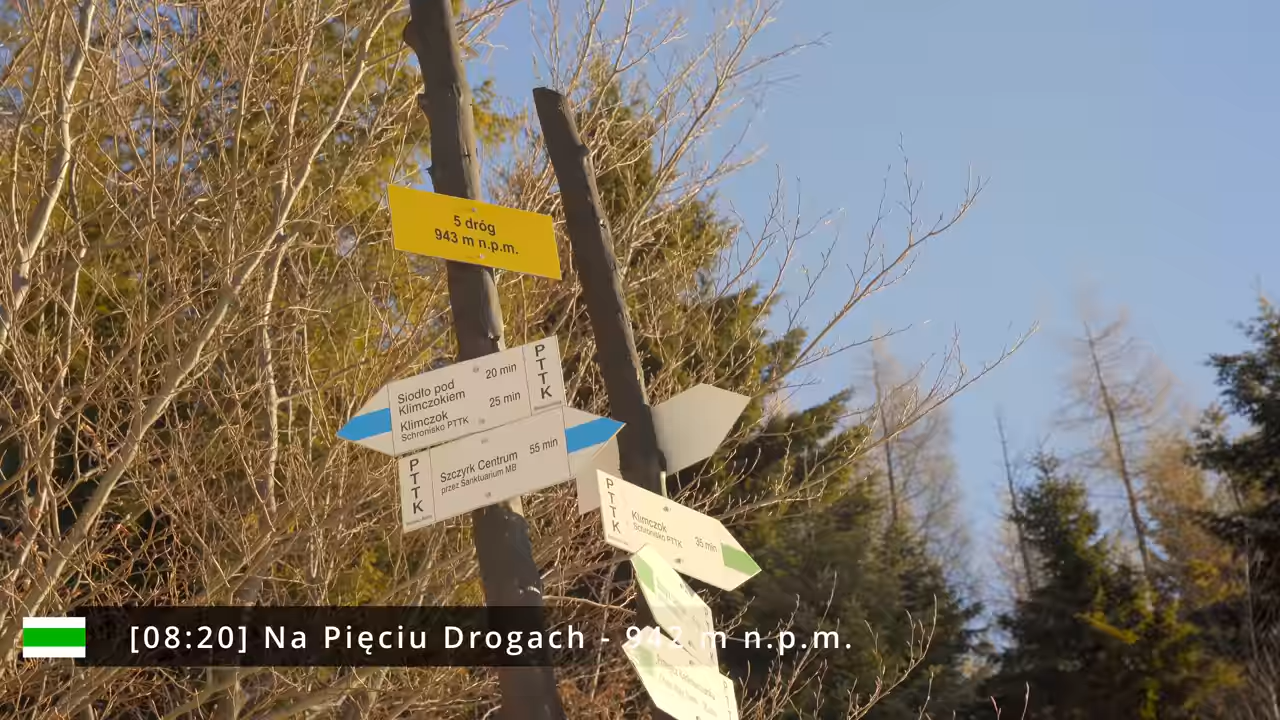 5 dróg
943 m n.p.m.
Siodło pod
Klimczokiem
20 min
Klimczok
Schronisko PTTK
25 min
PTTK
PTTK
Szczyrk Centrum
przez Sanktuarium MB
55 min
PTTK
Klimczok
Schronisko PTTK
35 min
[08:20] Na Pięciu Drogach - 942 m n.p.m.